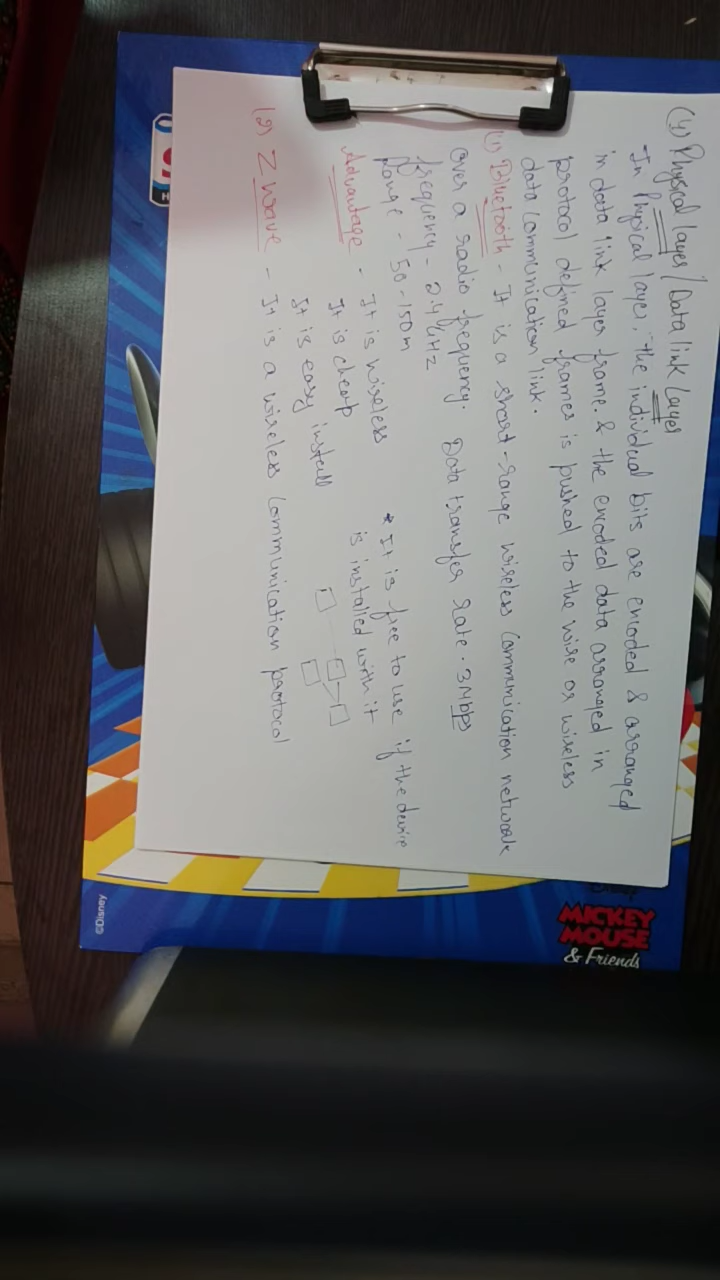 (4) Physical layer / Data link Layer
In Physical layer, the individual bits are encoded & arranged
in data link layer frame. & the encoded data arranged in
protocol defined frames is pushed to the wire or wireless
data communication link.
(1) Bluetooth - It is a short-range wireless communication network
over a radio frequency. Data transfer rate . 3Mbps
frequency - 2.4 GHz
Range - 50-150m
Advantage - It is wireless
It is cheap
It is easy install
* It is free to use if the device
is installed with it
(2) Z wave - It is a wireless communication protocol
©Disney
MICKEY
MOUSE
& Friends